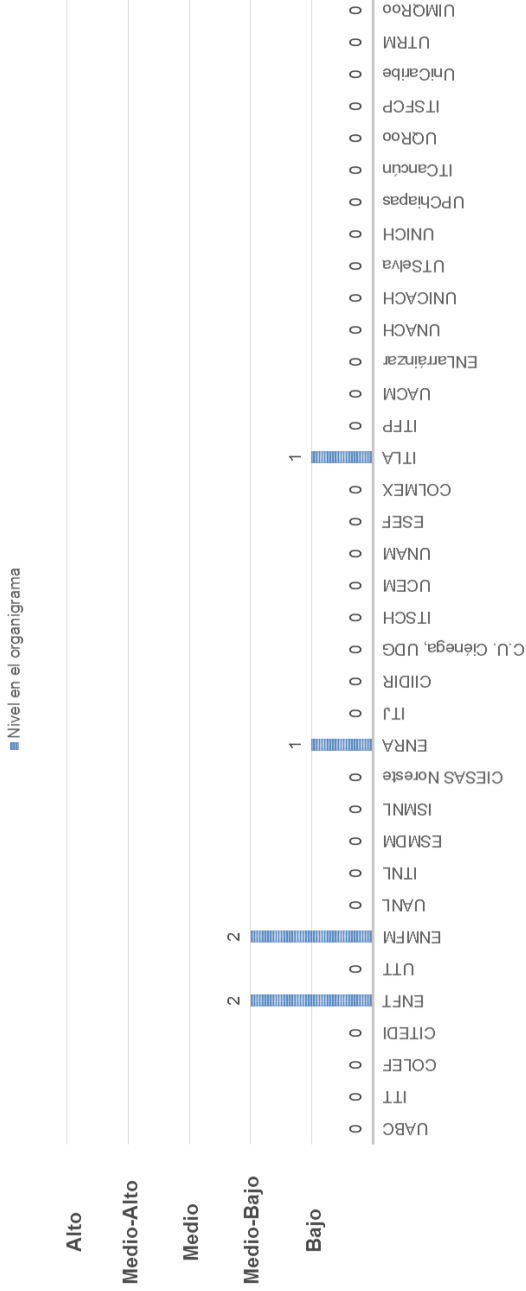 Nivel en el organigrama
Alto
Medio-Alto
Medio
Medio-Bajo
Bajo
0
0
0
0
2
0
2
0
0
0
0
0
1
0
0
0
0
0
0
0
0
1
0
0
0
0
0
0
0
0
0
0
0
0
0
0
UABC
ITT
COLEF
CITEDI
ENFT
UTT
ENMFM
UANL
ITNL
ESMDM
ISMNL
CIESAS Noreste
ENRA
ITJ
CIIDIR
C.U. Ciénega, UDG
ITSCH
UCEM
UNAM
ESEF
COLMEX
ITLA
ITFP
UACM
ENLarráinzar
UNACH
UNICACH
UTSelva
UNICH
UPChiapas
ITCancún
UQRoo
ITSFCP
UniCaribe
UTRM
UIMQRoo